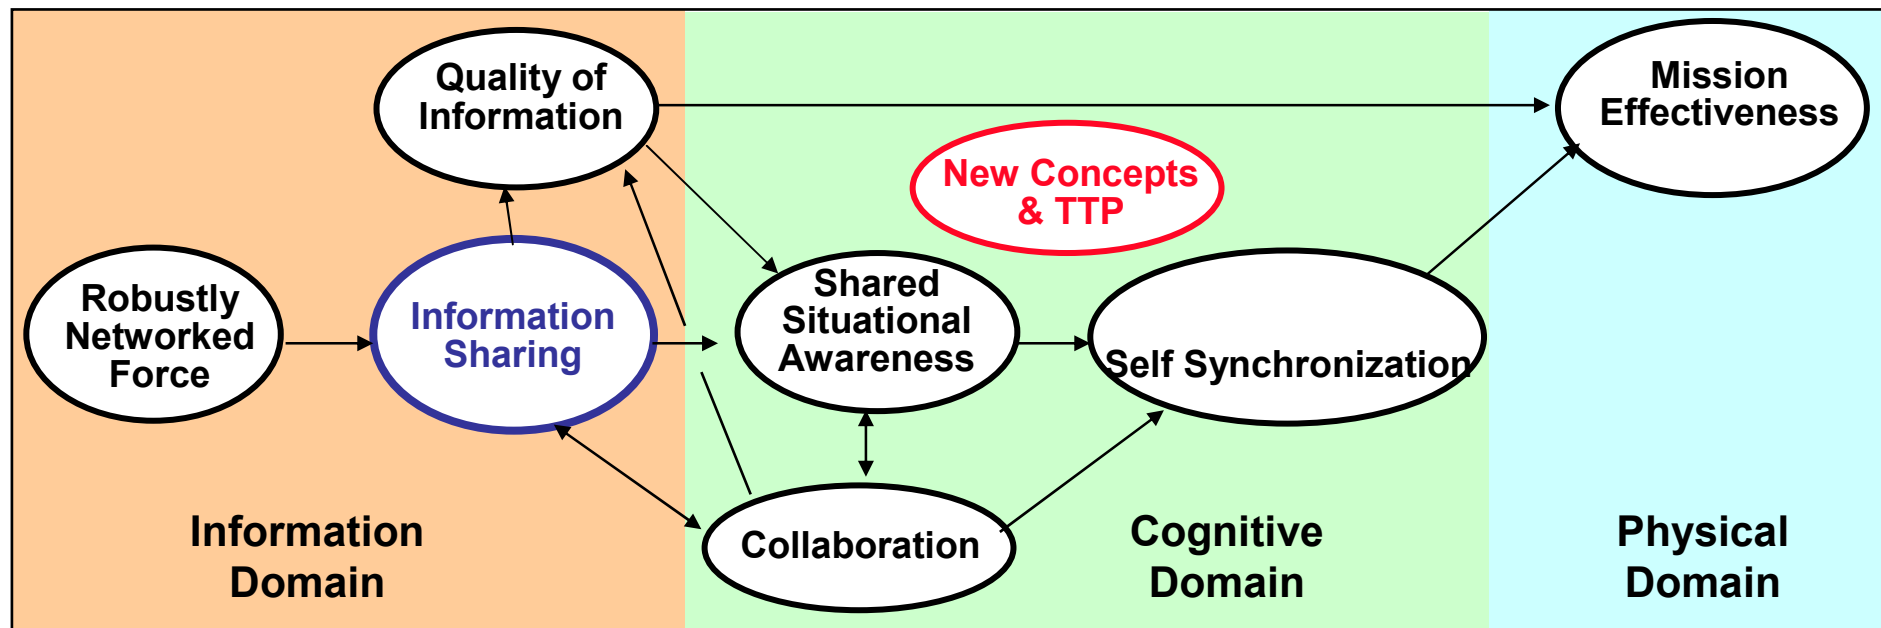 Quality of
Information
Mission
Effectiveness
New Concepts
& TTP
Robustly
Networked
Force
Information
Sharing
Shared
Situational
Awareness
Self Synchronization
Collaboration
Information
Domain
Cognitive
Domain
Physical
Domain